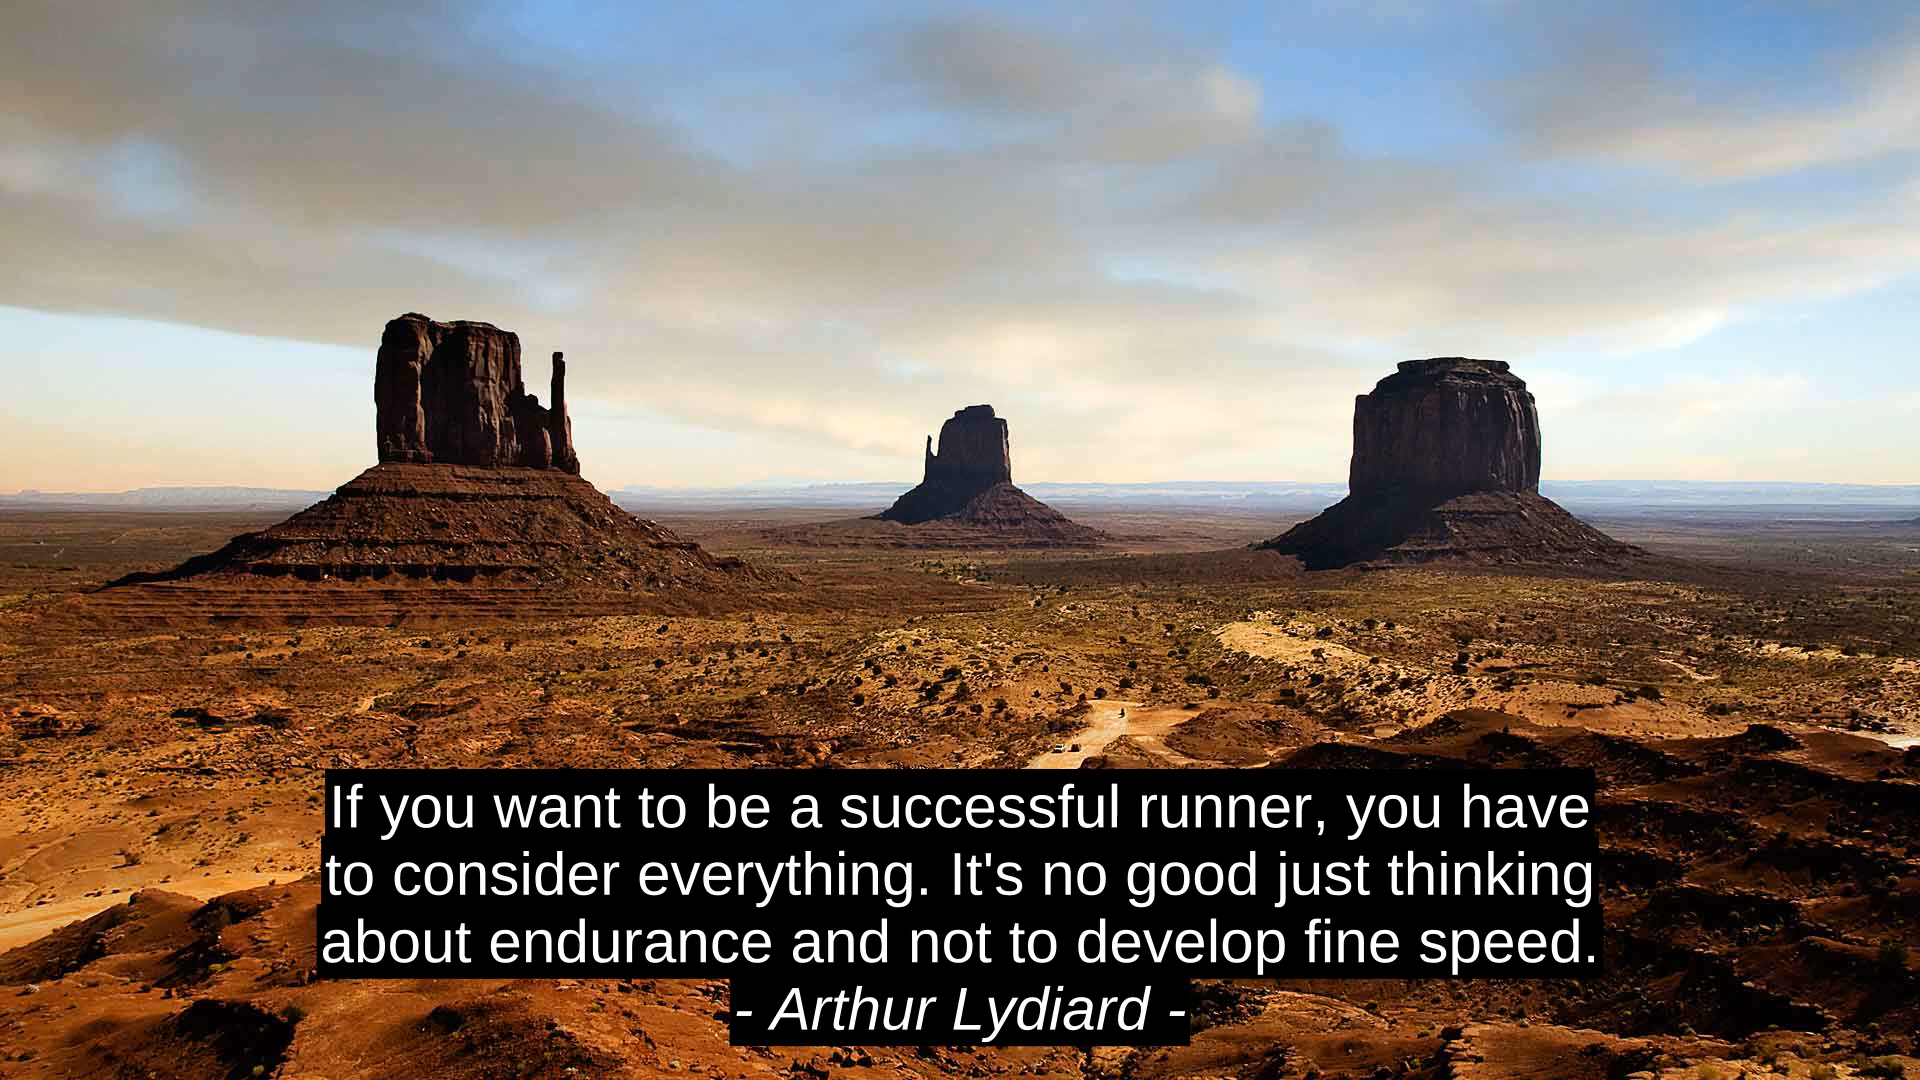 If you want to be a successful runner, you have
to consider everything. It's no good just thinking
about endurance and not to develop fine speed.
- Arthur Lydiard -